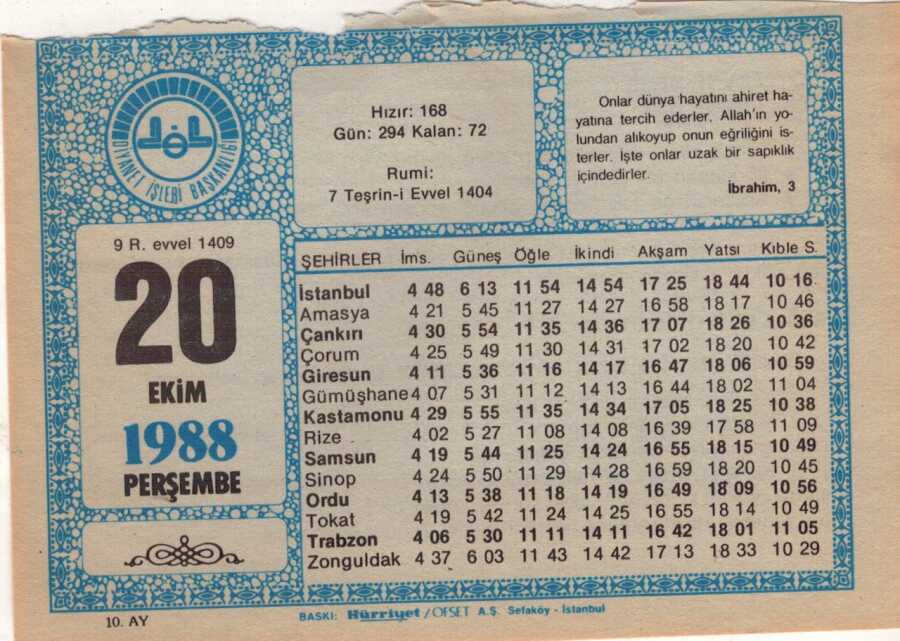 DİYANET İŞLERİ BAŞKANLIĞI
Hızır: 168
Gün: 294 Kalan: 72
Rumi:
7 Teşrin-i Evvel 1404
Onlar dünya hayatını ahiret ha-
yatına tercih ederler, Allah'ın yo-
lundan alıkoyup onun eğriliğini is-
terler. İşte onlar uzak bir sapıklık
içindedirler.
İbrahim, 3
9 R. evvel 1409
20
EKİM
1988
PERŞEMBE
ŞEHİRLER İms. Güneş Öğle İkindi Akşam Yatsı Kıble S.
İstanbul 4 48 6 13 11 54 14 54 17 25 18 44 10 16
Amasya 4 21 5 45 11 27 14 27 16 58 18 17 10 46
Çankırı 4 30 5 54 11 35 14 36 17 07 18 26 10 36
Çorum 4 25 5 49 11 30 14 31 17 02 18 20 10 42
Giresun 4 11 5 36 11 16 14 17 16 47 18 06 10 59
Gümüşhane 4 07 5 31 11 12 14 13 16 44 18 02 11 04
Kastamonu 4 29 5 55 11 35 14 34 17 05 18 25 10 38
Rize 4 02 5 27 11 08 14 08 16 39 17 58 11 09
Samsun 4 19 5 44 11 25 14 24 16 55 18 15 10 49
Sinop 4 24 5 50 11 29 14 28 16 59 18 20 10 45
Ordu 4 13 5 38 11 18 14 19 16 49 18 09 10 56
Tokat 4 19 5 42 11 24 14 25 16 55 18 14 10 49
Trabzon 4 06 5 30 11 11 14 11 16 42 18 01 11 05
Zonguldak 4 37 6 03 11 43 14 42 17 13 18 33 10 29
10. AY
BASKI: Hürriyet/OFSET A.Ş. Sefaköy - İstanbul